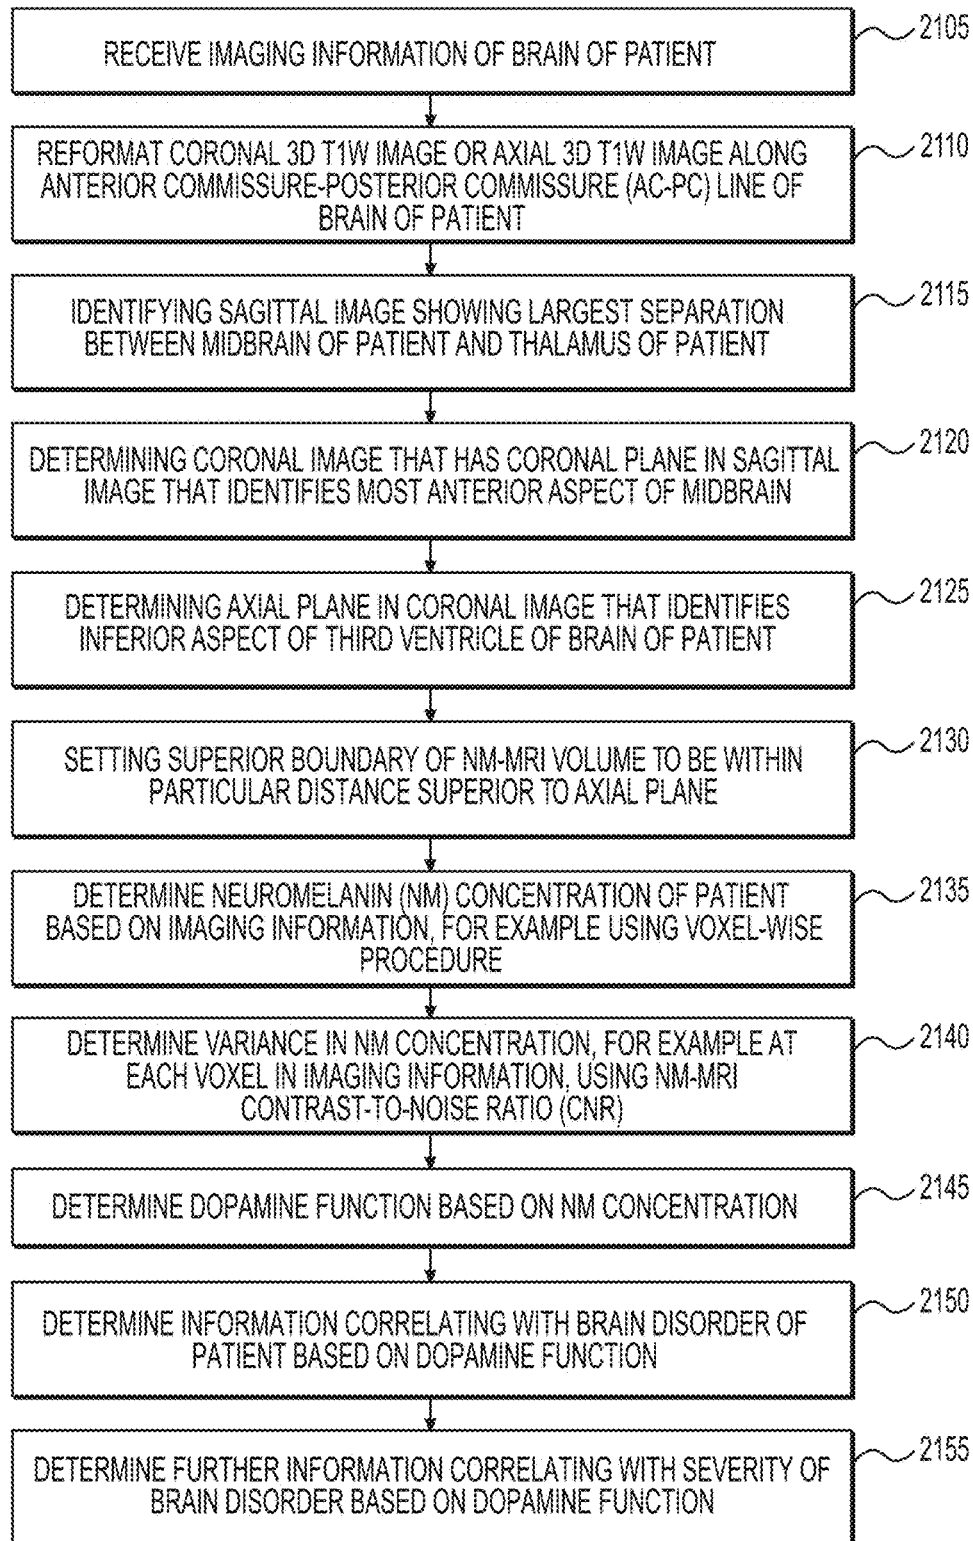 2105
RECEIVE IMAGING INFORMATION OF BRAIN OF PATIENT
2110
REFORMAT CORONAL 3D T1W IMAGE OR AXIAL 3D T1W IMAGE ALONG
ANTERIOR COMMISSURE-POSTERIOR COMMISSURE (AC-PC) LINE OF
BRAIN OF PATIENT
2115
IDENTIFYING SAGITTAL IMAGE SHOWING LARGEST SEPARATION
BETWEEN MIDBRAIN OF PATIENT AND THALAMUS OF PATIENT
2120
DETERMINING CORONAL IMAGE THAT HAS CORONAL PLANE IN SAGITTAL
IMAGE THAT IDENTIFIES MOST ANTERIOR ASPECT OF MIDBRAIN
2125
DETERMINING AXIAL PLANE IN CORONAL IMAGE THAT IDENTIFIES
INFERIOR ASPECT OF THIRD VENTRICLE OF BRAIN OF PATIENT
2130
SETTING SUPERIOR BOUNDARY OF NM-MRI VOLUME TO BE WITHIN
PARTICULAR DISTANCE SUPERIOR TO AXIAL PLANE
2135
DETERMINE NEUROMELANIN (NM) CONCENTRATION OF PATIENT
BASED ON IMAGING INFORMATION, FOR EXAMPLE USING VOXEL-WISE
PROCEDURE
2140
DETERMINE VARIANCE IN NM CONCENTRATION, FOR EXAMPLE AT
EACH VOXEL IN IMAGING INFORMATION, USING NM-MRI
CONTRAST-TO-NOISE RATIO (CNR)
2145
DETERMINE DOPAMINE FUNCTION BASED ON NM CONCENTRATION
2150
DETERMINE INFORMATION CORRELATING WITH BRAIN DISORDER OF
PATIENT BASED ON DOPAMINE FUNCTION
2155
DETERMINE FURTHER INFORMATION CORRELATING WITH SEVERITY OF
BRAIN DISORDER BASED ON DOPAMINE FUNCTION